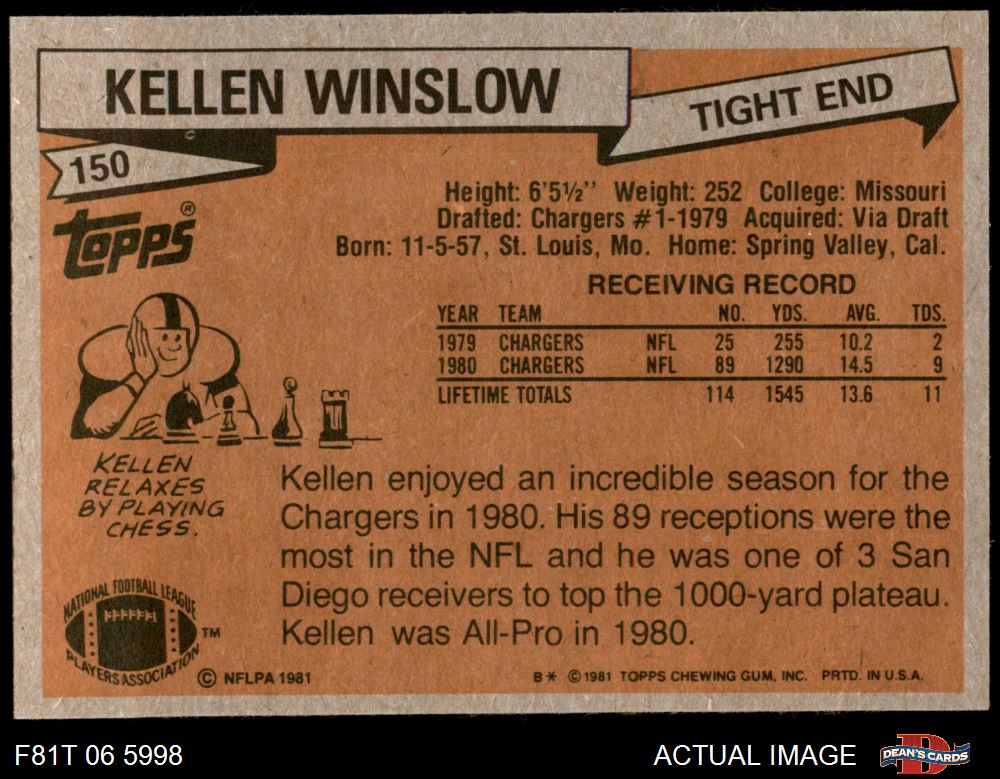 KELLEN WINSLOW
TIGHT END
150
topps®
Height: 6'5½'' Weight: 252 College: Missouri
Drafted: Chargers #1-1979 Acquired: Via Draft
Born: 11-5-57, St. Louis, Mo. Home: Spring Valley, Cal.
RECEIVING RECORD
YEAR TEAM NO. YDS. AVG. TDS.
1979 CHARGERS NFL 25 255 10.2 2
1980 CHARGERS NFL 89 1290 14.5 9
LIFETIME TOTALS 114 1545 13.6 11
KELLEN
RELAXES
BY PLAYING
CHESS.
Kellen enjoyed an incredible season for the
Chargers in 1980. His 89 receptions were the
most in the NFL and he was one of 3 San
Diego receivers to top the 1000-yard plateau.
Kellen was All-Pro in 1980.
NATIONAL FOOTBALL LEAGUE
PLAYERS ASSOCIATION
TM
© NFLPA 1981
B* © 1981 TOPPS CHEWING GUM, INC. PRTD. IN U.S.A.
F81T 06 5998
ACTUAL IMAGE
DEAN'S CARDS